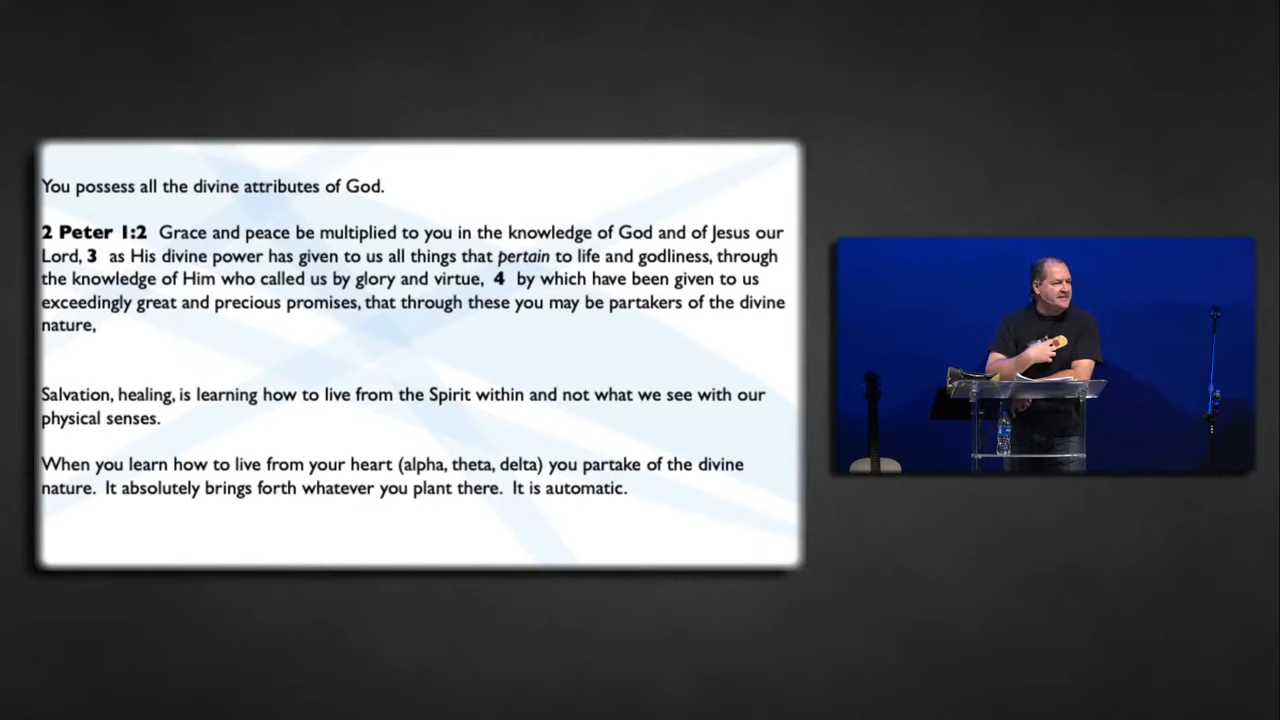 You possess all the divine attributes of God.
2 Peter 1:2 Grace and peace be multiplied to you in the knowledge of God and of Jesus our
Lord, 3 as His divine power has given to us all things that pertain to life and godliness, through
the knowledge of Him who called us by glory and virtue, 4 by which have been given to us
exceedingly great and precious promises, that through these you may be partakers of the divine
nature,
Salvation, healing, is learning how to live from the Spirit within and not what we see with our
physical senses.
When you learn how to live from your heart (alpha, theta, delta) you partake of the divine
nature. It absolutely brings forth whatever you plant there. It is automatic.